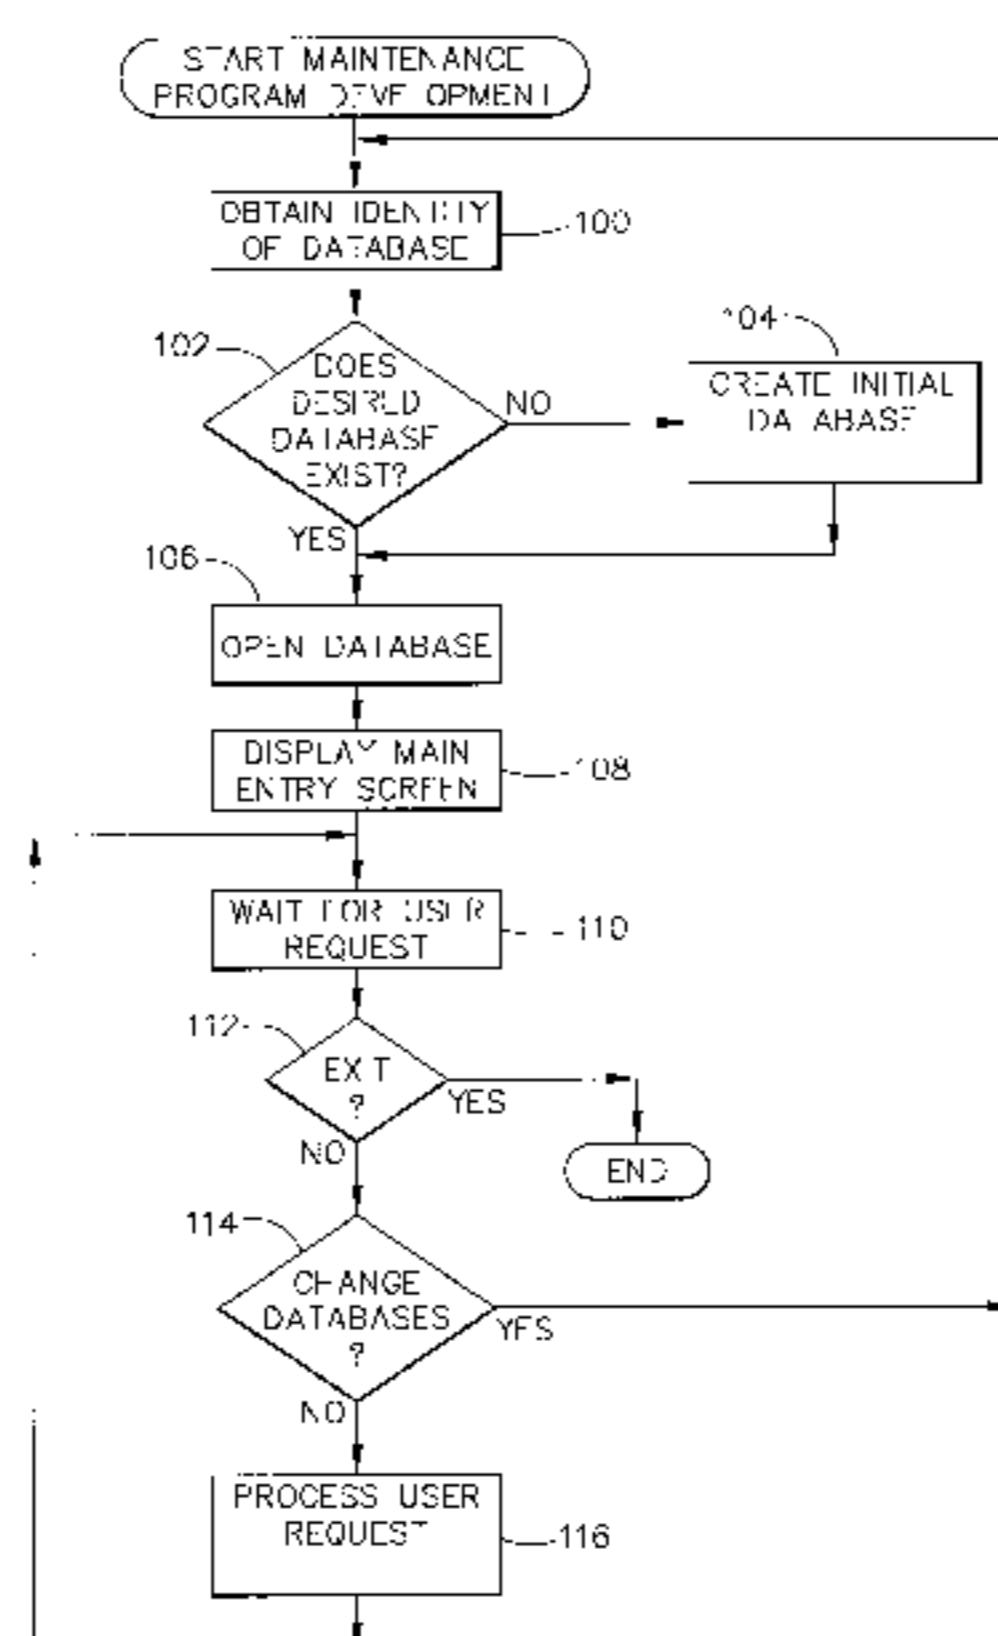 START MAINTENANCE
PROGRAM DEVELOPMENT
OBTAIN IDENTITY
OF DATABASE
100
102
DOES
DESIRED
DATABASE
EXIST?
NO
104
CREATE INITIAL
DATABASE
YES
106
OPEN DATABASE
DISPLAY MAIN
ENTRY SCREEN
108
WAIT FOR USER
REQUEST
110
112
EXIT
?
YES
NO
END
114
CHANGE
DATABASES
?
YES
NO
PROCESS USER
REQUEST
116